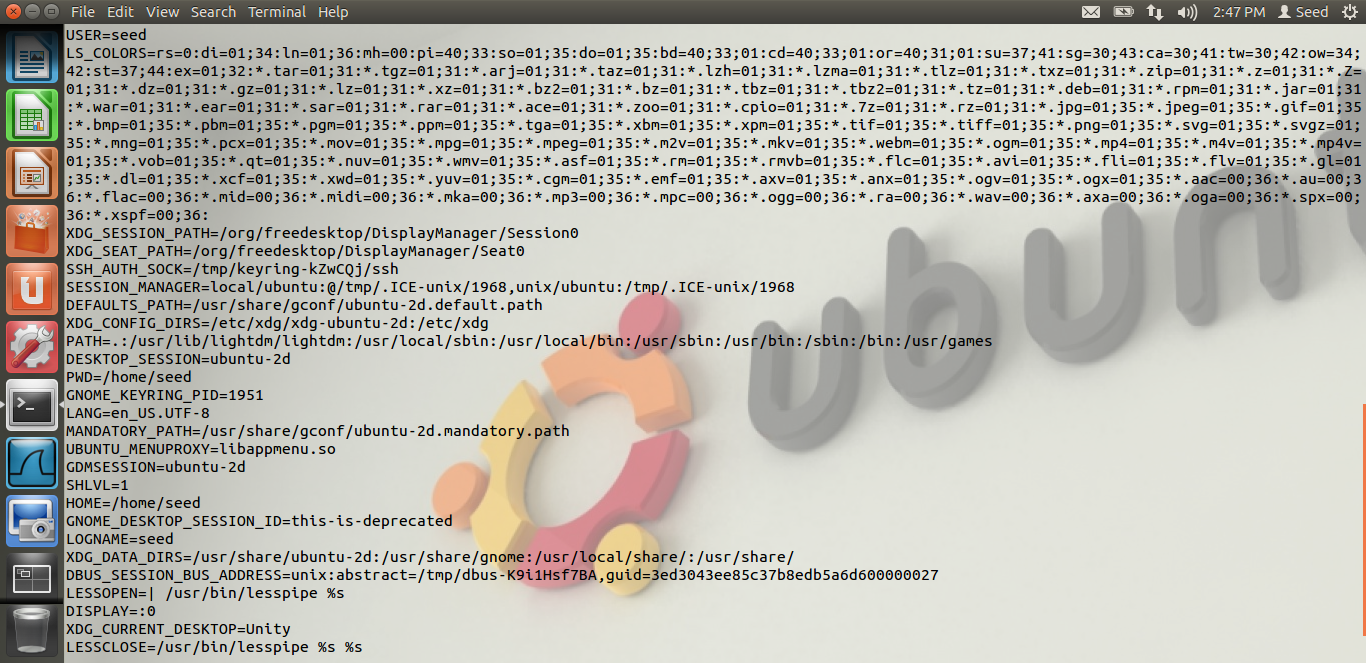 File Edit View Search Terminal Help 2:47 PM Seed
USER=seed
LS_COLORS=rs=0:di=01;34:ln=01;36:mh=00:pi=40;33:so=01;35:do=01;35:bd=40;33;01:cd=40;33;01:or=40;31;01:su=37;41:sg=30;43:ca=30;41:tw=30;42:ow=34;
42:st=37;44:ex=01;32:*.tar=01;31:*.tgz=01;31:*.arj=01;31:*.taz=01;31:*.lzh=01;31:*.lzma=01;31:*.tlz=01;31:*.txz=01;31:*.zip=01;31:*.z=01;31:*.Z=
01;31:*.dz=01;31:*.gz=01;31:*.lz=01;31:*.xz=01;31:*.bz2=01;31:*.bz=01;31:*.tbz=01;31:*.tbz2=01;31:*.tz=01;31:*.deb=01;31:*.rpm=01;31:*.jar=01;31
:*.war=01;31:*.ear=01;31:*.sar=01;31:*.rar=01;31:*.ace=01;31:*.zoo=01;31:*.cpio=01;31:*.7z=01;31:*.rz=01;31:*.jpg=01;35:*.jpeg=01;35:*.gif=01;35
:*.bmp=01;35:*.pbm=01;35:*.pgm=01;35:*.ppm=01;35:*.tga=01;35:*.xbm=01;35:*.xpm=01;35:*.tif=01;35:*.tiff=01;35:*.png=01;35:*.svg=01;35:*.svgz=01;
35:*.mng=01;35:*.pcx=01;35:*.mov=01;35:*.mpg=01;35:*.mpeg=01;35:*.m2v=01;35:*.mkv=01;35:*.webm=01;35:*.ogm=01;35:*.mp4=01;35:*.m4v=01;35:*.mp4v=
01;35:*.vob=01;35:*.qt=01;35:*.nuv=01;35:*.wmv=01;35:*.asf=01;35:*.rm=01;35:*.rmvb=01;35:*.flc=01;35:*.avi=01;35:*.fli=01;35:*.flv=01;35:*.gl=01
;35:*.dl=01;35:*.xcf=01;35:*.xwd=01;35:*.yuv=01;35:*.cgm=01;35:*.emf=01;35:*.axv=01;35:*.anx=01;35:*.ogv=01;35:*.ogx=01;35:*.aac=00;36:*.au=00;3
6:*.flac=00;36:*.mid=00;36:*.midi=00;36:*.mka=00;36:*.mp3=00;36:*.mpc=00;36:*.ogg=00;36:*.ra=00;36:*.wav=00;36:*.axa=00;36:*.oga=00;36:*.spx=00;
36:*.xspf=00;36:
XDG_SESSION_PATH=/org/freedesktop/DisplayManager/Session0
XDG_SEAT_PATH=/org/freedesktop/DisplayManager/Seat0
SSH_AUTH_SOCK=/tmp/keyring-kZwCQj/ssh
SESSION_MANAGER=local/ubuntu:@/tmp/.ICE-unix/1968,unix/ubuntu:/tmp/.ICE-unix/1968
DEFAULTS_PATH=/usr/share/gconf/ubuntu-2d.default.path
XDG_CONFIG_DIRS=/etc/xdg/xdg-ubuntu-2d:/etc/xdg
PATH=.:/usr/lib/lightdm/lightdm:/usr/local/sbin:/usr/local/bin:/usr/sbin:/usr/bin:/sbin:/bin:/usr/games
DESKTOP_SESSION=ubuntu-2d
PWD=/home/seed
GNOME_KEYRING_PID=1951
LANG=en_US.UTF-8
MANDATORY_PATH=/usr/share/gconf/ubuntu-2d.mandatory.path
UBUNTU_MENUPROXY=libappmenu.so
GDMSESSION=ubuntu-2d
SHLVL=1
HOME=/home/seed
GNOME_DESKTOP_SESSION_ID=this-is-deprecated
LOGNAME=seed
XDG_DATA_DIRS=/usr/share/ubuntu-2d:/usr/share/gnome:/usr/local/share/:/usr/share/
DBUS_SESSION_BUS_ADDRESS=unix:abstract=/tmp/dbus-K9i1Hsf7BA,guid=3ed3043ee85c37b8edb5a6d600000027
LESSOPEN=| /usr/bin/lesspipe %s
DISPLAY=:0
XDG_CURRENT_DESKTOP=Unity
LESSCLOSE=/usr/bin/lesspipe %s %s